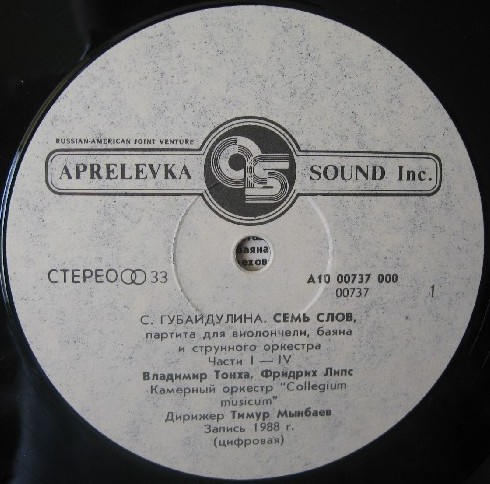 RUSSIAN-AMERICAN JOINT VENTURE
APRELEVKA SOUND Inc.
баяна
СТЕРЕО 33
А10 00737 000
00737
1
С. ГУБАЙДУЛИНА. СЕМЬ СЛОВ,
партита для виолончели, баяна
и струнного оркестра
Части I — IV
Владимир Тонха, Фридрих Липс
Камерный оркестр "Collegium
musicum"
Дирижер Тимур Мынбаев
Запись 1988 г.
(цифровая)